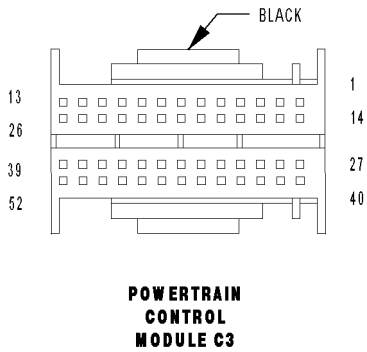 BLACK
13 1
26 14
39 27
52 40
POWERTRAIN
CONTROL
MODULE C3